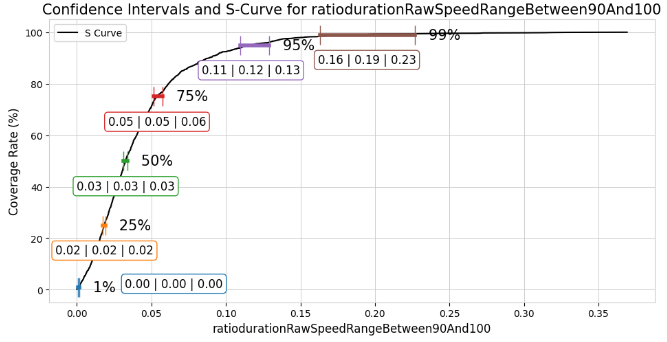 Confidence Intervals and S-Curve for ratiodurationRawSpeedRangeBetween90And100
S Curve
100
80
60
40
20
0
Coverage Rate (%)
99%
0.16 | 0.19 | 0.23
95%
0.11 | 0.12 | 0.13
75%
0.05 | 0.05 | 0.06
50%
0.03 | 0.03 | 0.03
25%
0.02 | 0.02 | 0.02
1%
0.00 | 0.00 | 0.00
0.00 0.05 0.10 0.15 0.20 0.25 0.30 0.35
ratiodurationRawSpeedRangeBetween90And100